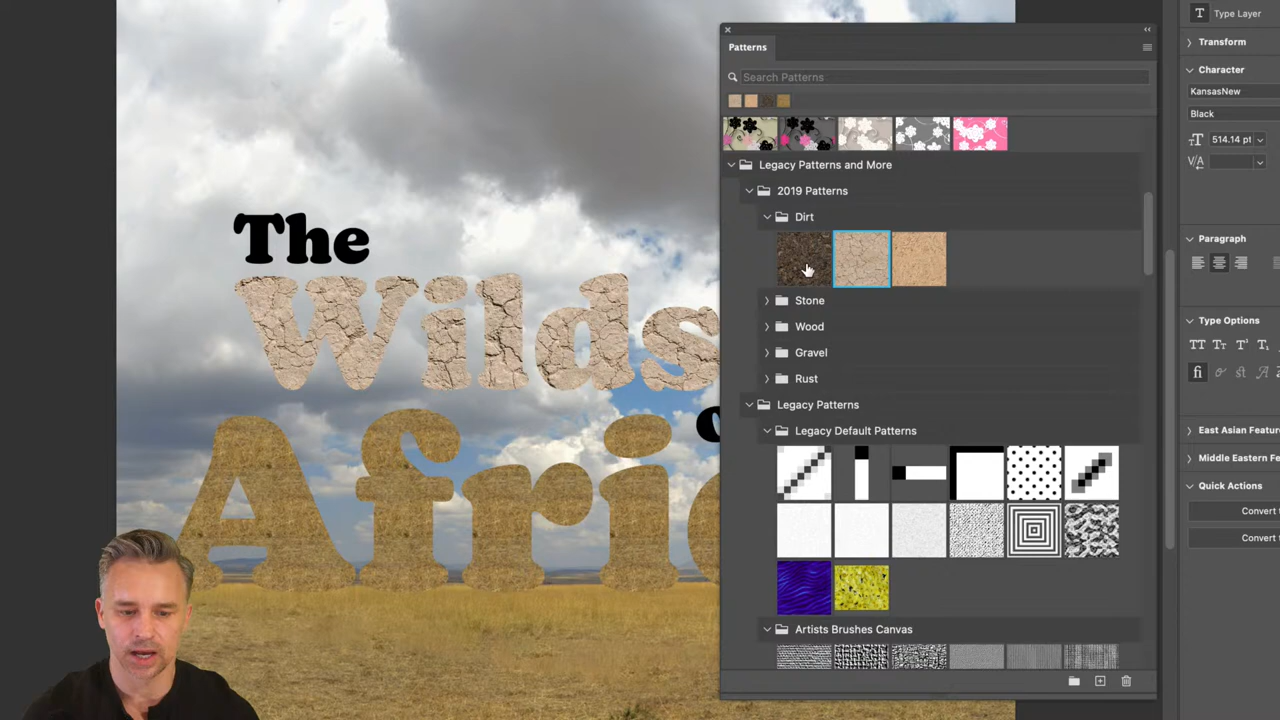 Type Layer
Patterns
Transform
Character
Search Patterns
KansasNew
Black
514.14 pt
Legacy Patterns and More
2019 Patterns
Dirt
The
Wilds
Stone
Wood
Gravel
Rust
Paragraph
Type Options
Legacy Patterns
Legacy Default Patterns
Africa
East Asian Featur
Middle Eastern Fe
Quick Actions
Convert t
Convert t
Artists Brushes Canvas